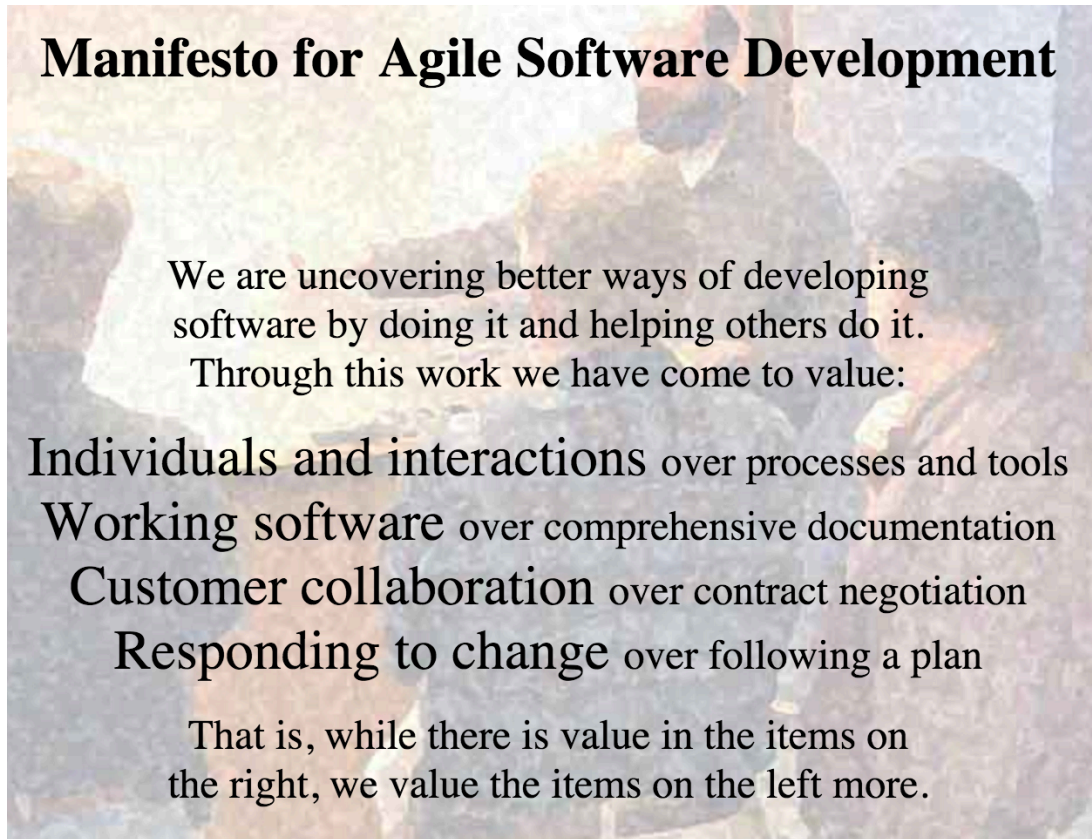 Manifesto for Agile Software Development
We are uncovering better ways of developing
software by doing it and helping others do it.
Through this work we have come to value:
Individuals and interactions over processes and tools
Working software over comprehensive documentation
Customer collaboration over contract negotiation
Responding to change over following a plan
That is, while there is value in the items on
the right, we value the items on the left more.